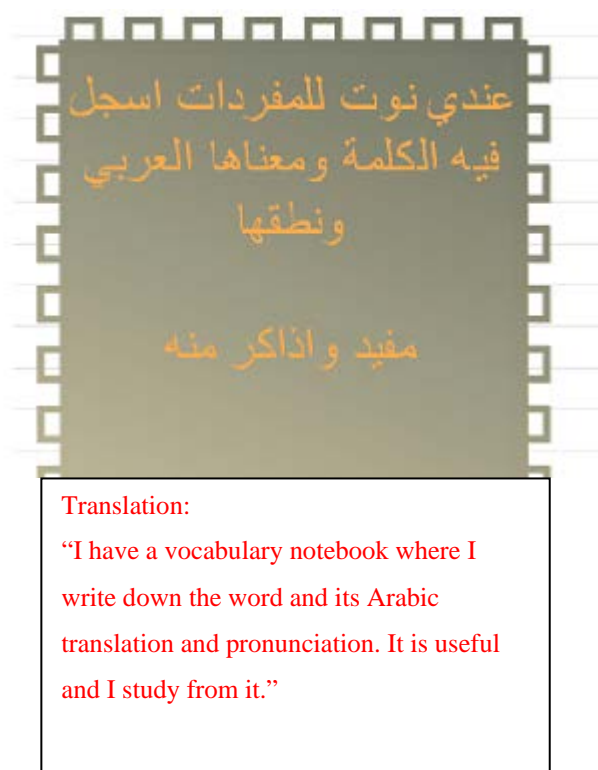 عندي نوت للمفردات اسجل
فيه الكلمة ومعناها العربي
ونطقها
مفيد واذاكر منه
Translation:
“I have a vocabulary notebook where I
write down the word and its Arabic
translation and pronunciation. It is useful
and I study from it.”